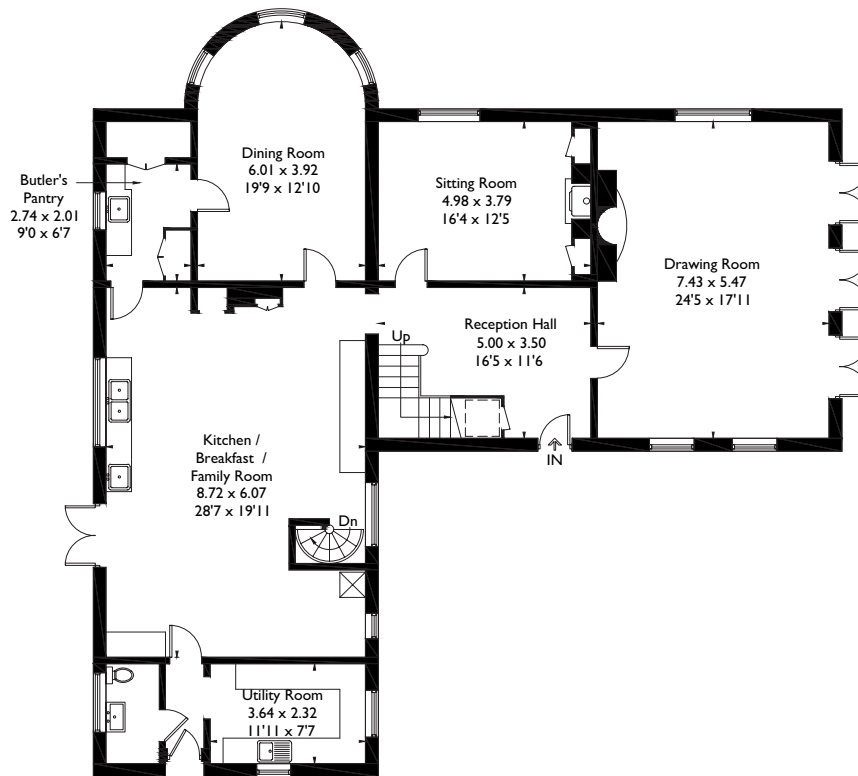 Dining Room
6.01 x 3.92
19'9 x 12'10
Butler's
Pantry
2.74 x 2.01
9'0 x 6'7
Sitting Room
4.98 x 3.79
16'4 x 12'5
Drawing Room
7.43 x 5.47
24'5 x 17'11
Reception Hall
5.00 x 3.50
16'5 x 11'6
Up
IN
Kitchen /
Breakfast /
Family Room
8.72 x 6.07
28'7 x 19'11
Dn
Utility Room
3.64 x 2.32
11'11 x 7'7